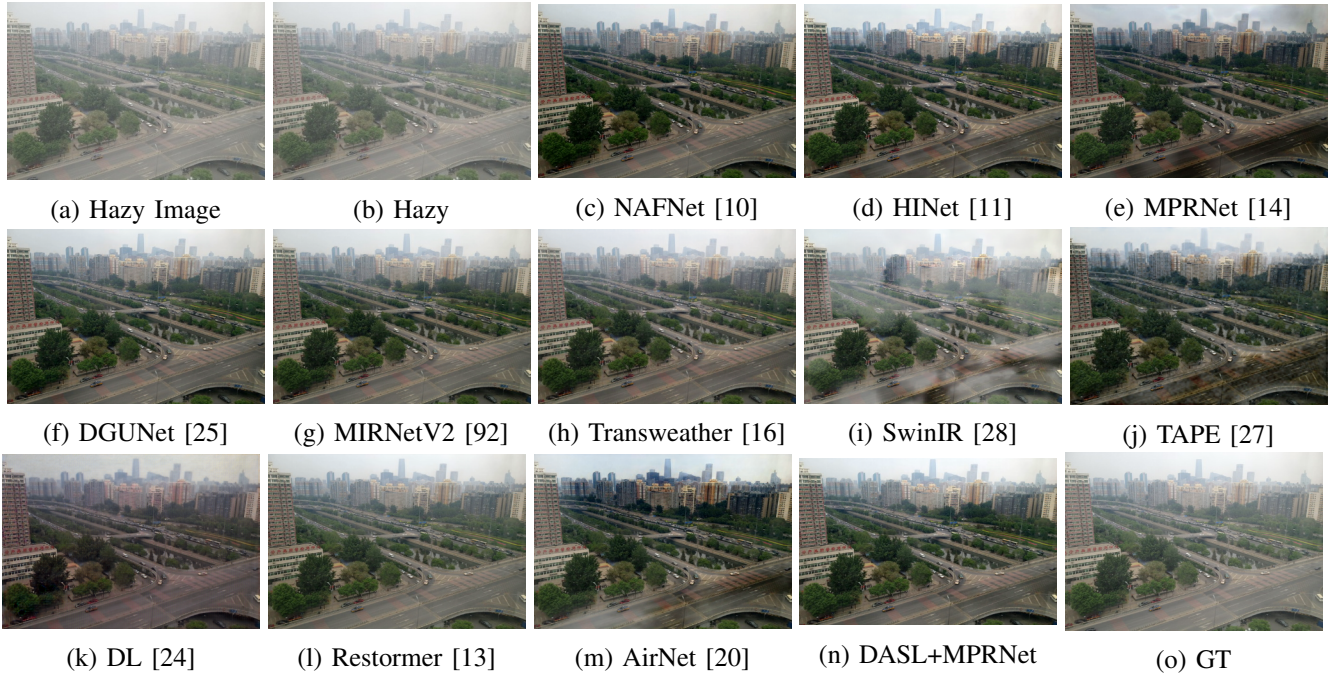 (a) Hazy Image (b) Hazy (c) NAFNet [10] (d) HINet [11] (e) MPRNet [14]
(f) DGUNet [25] (g) MIRNetV2 [92] (h) Transweather [16] (i) SwinIR [28] (j) TAPE [27]
(k) DL [24] (l) Restormer [13] (m) AirNet [20] (n) DASL+MPRNet (o) GT